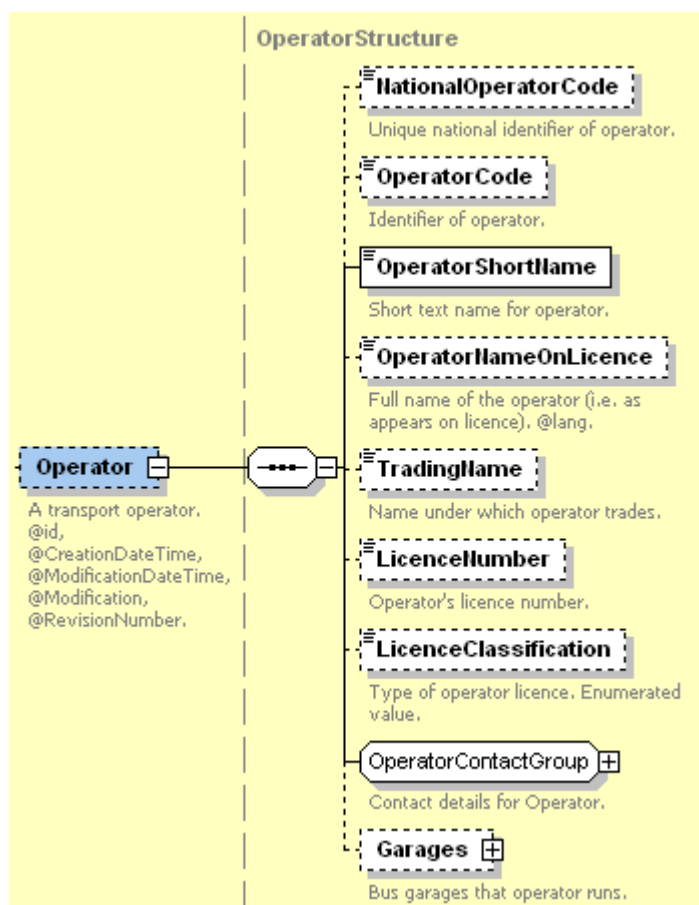 OperatorStructure
NationalOperatorCode
Unique national identifier of operator.
OperatorCode
Identifier of operator.
OperatorShortName
Short text name for operator.
OperatorNameOnLicence
Full name of the operator (i.e. as
appears on licence). @lang.
Operator
A transport operator.
@id,
@CreationDateTime,
@ModificationDateTime,
@Modification,
@RevisionNumber.
TradingName
Name under which operator trades.
LicenceNumber
Operator's licence number.
LicenceClassification
Type of operator licence. Enumerated
value.
OperatorContactGroup
Contact details for Operator.
Garages
Bus garages that operator runs.